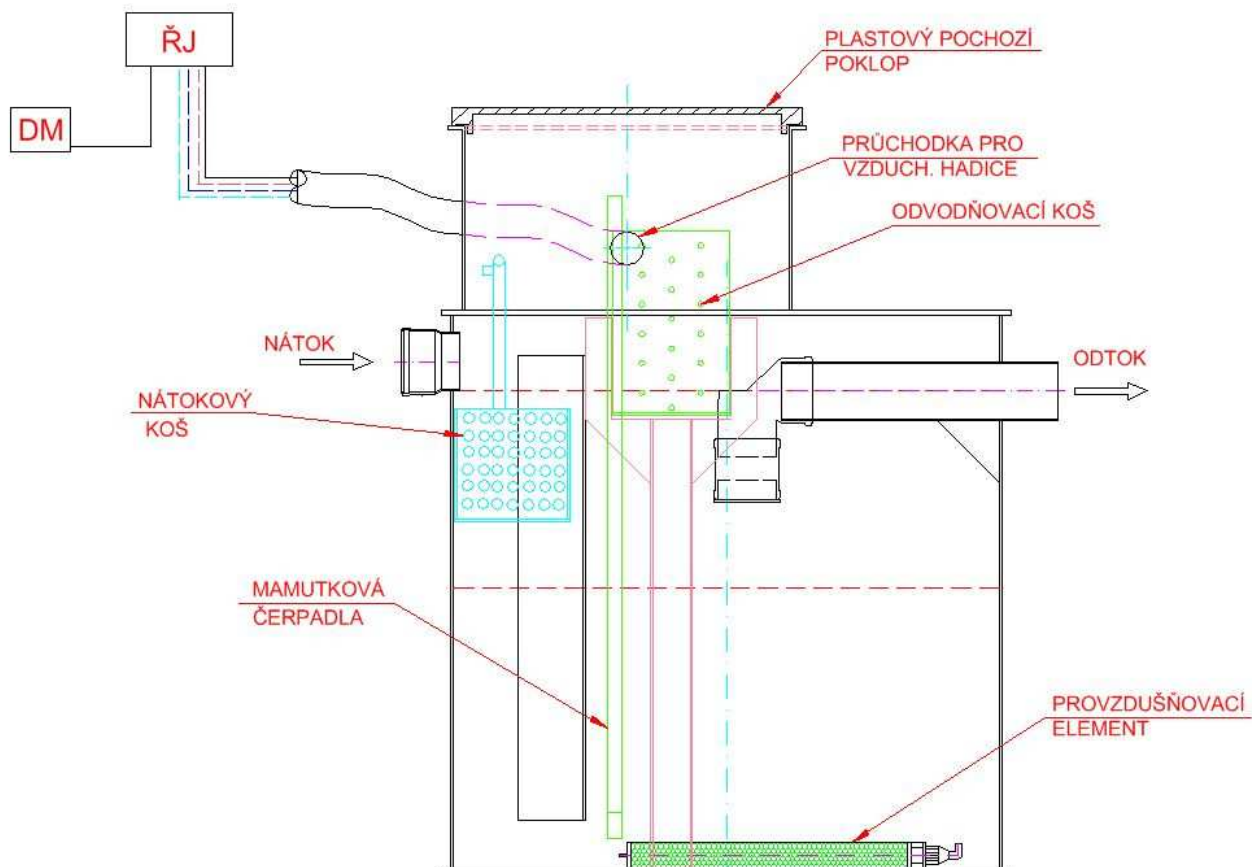 ŘJ
DM
PLASTOVÝ POCHOZÍ
POKLOP
PRŮCHODKA PRO
VZDUCH. HADICE
ODVODŇOVACÍ KOŠ
NÁTOK
ODTOK
NÁTOKOVÝ
KOŠ
MAMUTKOVÁ
ČERPADLA
PROVZDUŠŇOVACÍ
ELEMENT